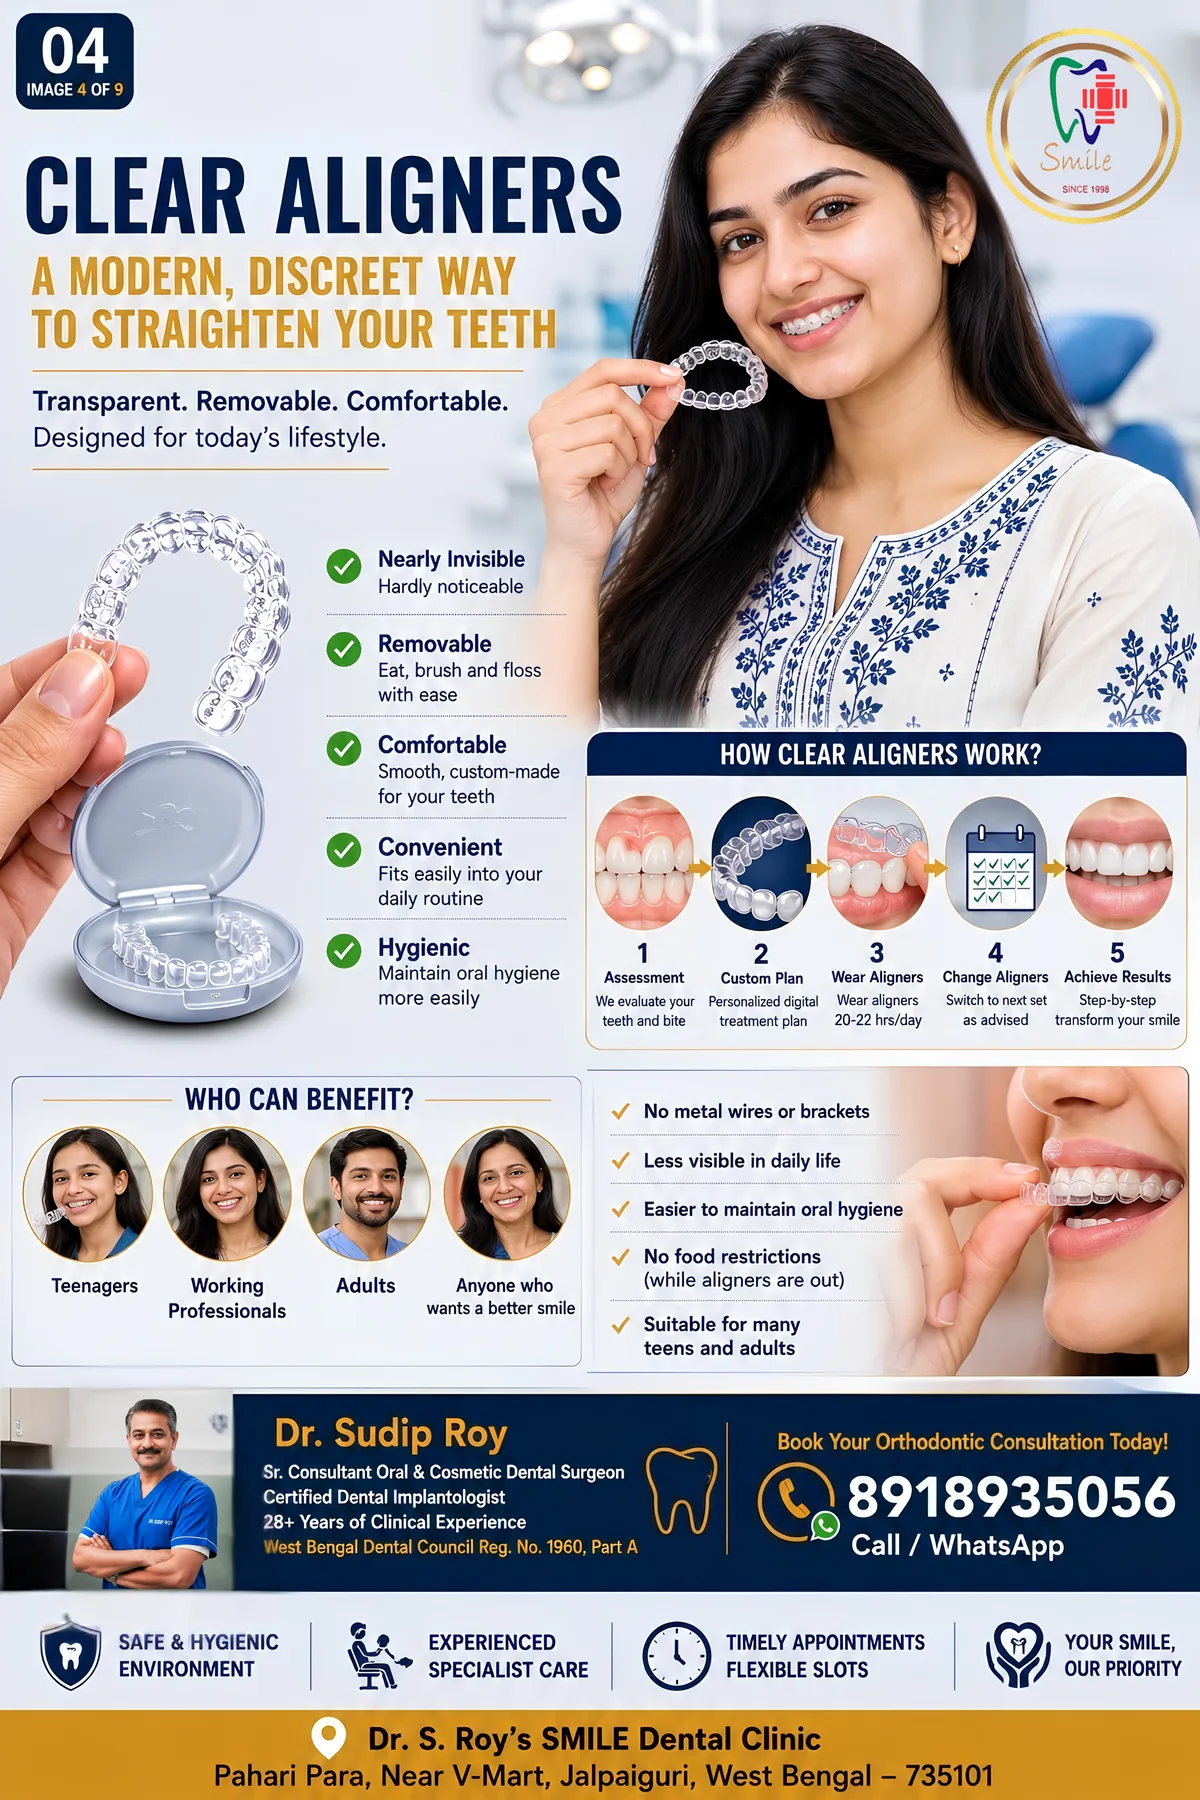 04
IMAGE 4 OF 9
Smile
SINCE 1998
CLEAR ALIGNERS
A MODERN, DISCREET WAY
TO STRAIGHTEN YOUR TEETH
Transparent. Removable. Comfortable.
Designed for today's lifestyle.
Nearly Invisible
Hardly noticeable
Removable
Eat, brush and floss
with ease
Comfortable
Smooth, custom-made
for your teeth
Convenient
Fits easily into your
daily routine
Hygienic
Maintain oral hygiene
more easily
HOW CLEAR ALIGNERS WORK?
1
Assessment
We evaluate your
teeth and bite
2
Custom Plan
Personalized digital
treatment plan
3
Wear Aligners
Wear aligners
20-22 hrs/day
4
Change Aligners
Switch to next set
as advised
5
Achieve Results
Step-by-step
transform your smile
WHO CAN BENEFIT?
Teenagers
Working
Professionals
Adults
Anyone who
wants a better smile
No metal wires or brackets
Less visible in daily life
Easier to maintain oral hygiene
No food restrictions
(while aligners are out)
Suitable for many
teens and adults
Dr. Sudip Roy
Sr. Consultant Oral & Cosmetic Dental Surgeon
Certified Dental Implantologist
28+ Years of Clinical Experience
West Bengal Dental Council Reg. No. 1960, Part A
Book Your Orthodontic Consultation Today!
8918935056
Call / WhatsApp
SAFE & HYGIENIC
ENVIRONMENT
EXPERIENCED
SPECIALIST CARE
TIMELY APPOINTMENTS
FLEXIBLE SLOTS
YOUR SMILE,
OUR PRIORITY
Dr. S. Roy's SMILE Dental Clinic
Pahari Para, Near V-Mart, Jalpaiguri, West Bengal – 735101